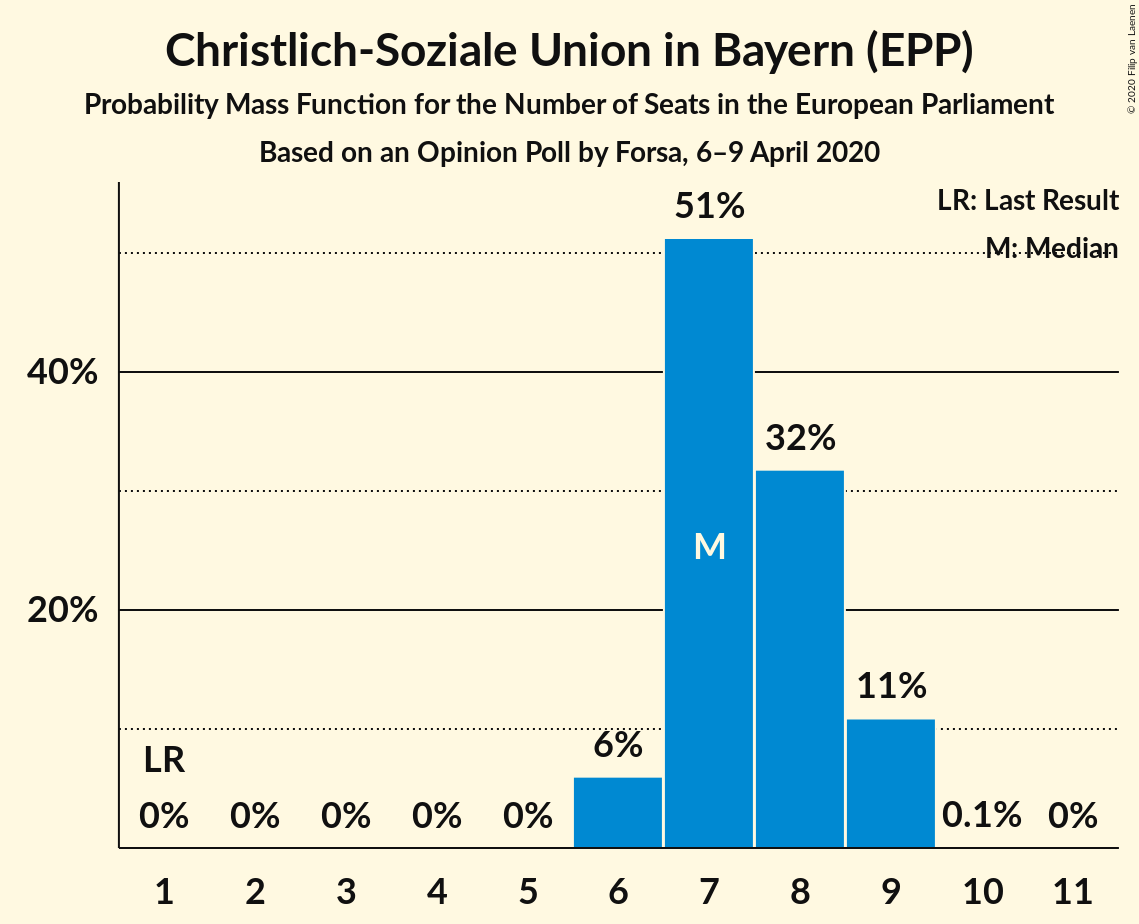 Christlich-Soziale Union in Bayern (EPP)
Probability Mass Function for the Number of Seats in the European Parliament
Based on an Opinion Poll by Forsa, 6–9 April 2020
© 2020 Filip van Laenen
LR: Last Result
M: Median
51%
40%
32%
M
20%
11%
6%
LR
0% 0% 0% 0% 0% 0.1% 0%
1 2 3 4 5 6 7 8 9 10 11